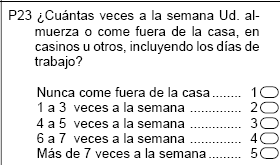 P23 ¿Cuántas veces a la semana Ud. al-
muerza o come fuera de la casa, en
casinos u otros, incluyendo los días de
trabajo?
Nunca come fuera de la casa........ 1
1 a 3 veces a la semana ............. 2
4 a 5 veces a la semana ............. 3
6 a 7 veces a la semana ............. 4
Más de 7 veces a la semana ........ 5